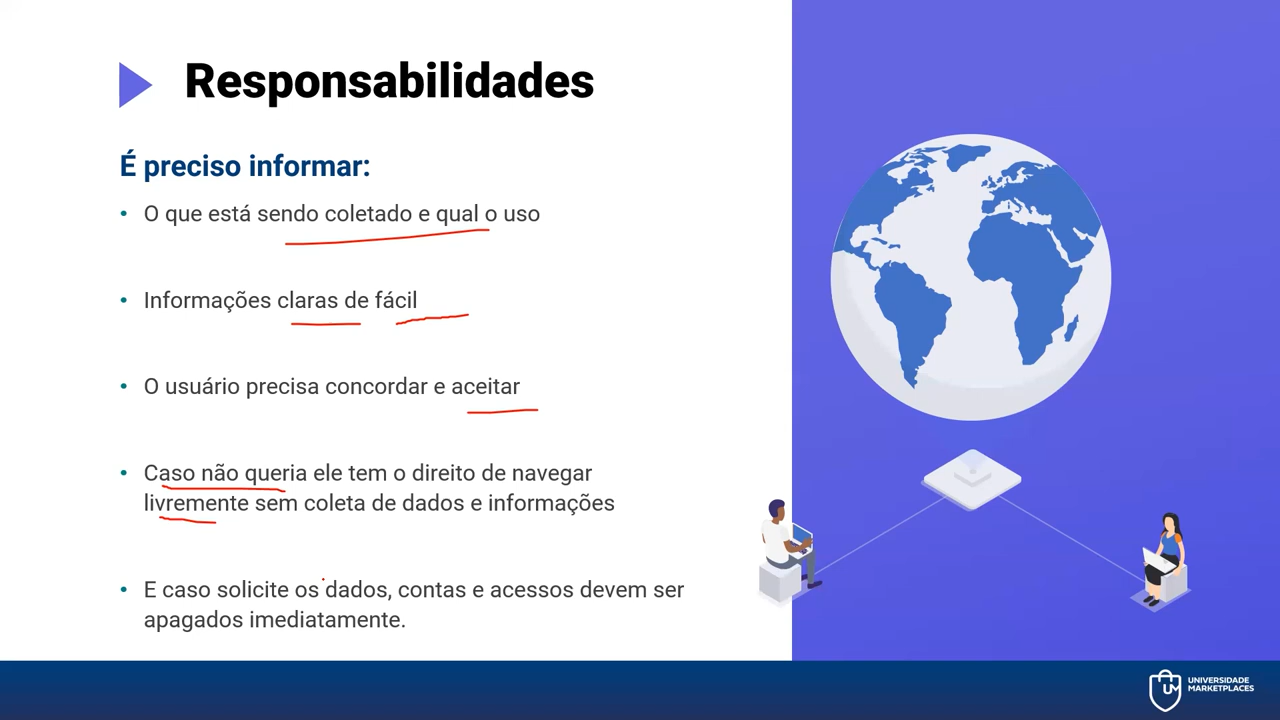 Responsabilidades
É preciso informar:
• O que está sendo coletado e qual o uso
• Informações claras de fácil
• O usuário precisa concordar e aceitar
• Caso não queria ele tem o direito de navegar
livremente sem coleta de dados e informações
• E caso solicite os dados, contas e acessos devem ser
apagados imediatamente.
UM
UNIVERSIDADE
MARKETPLACES